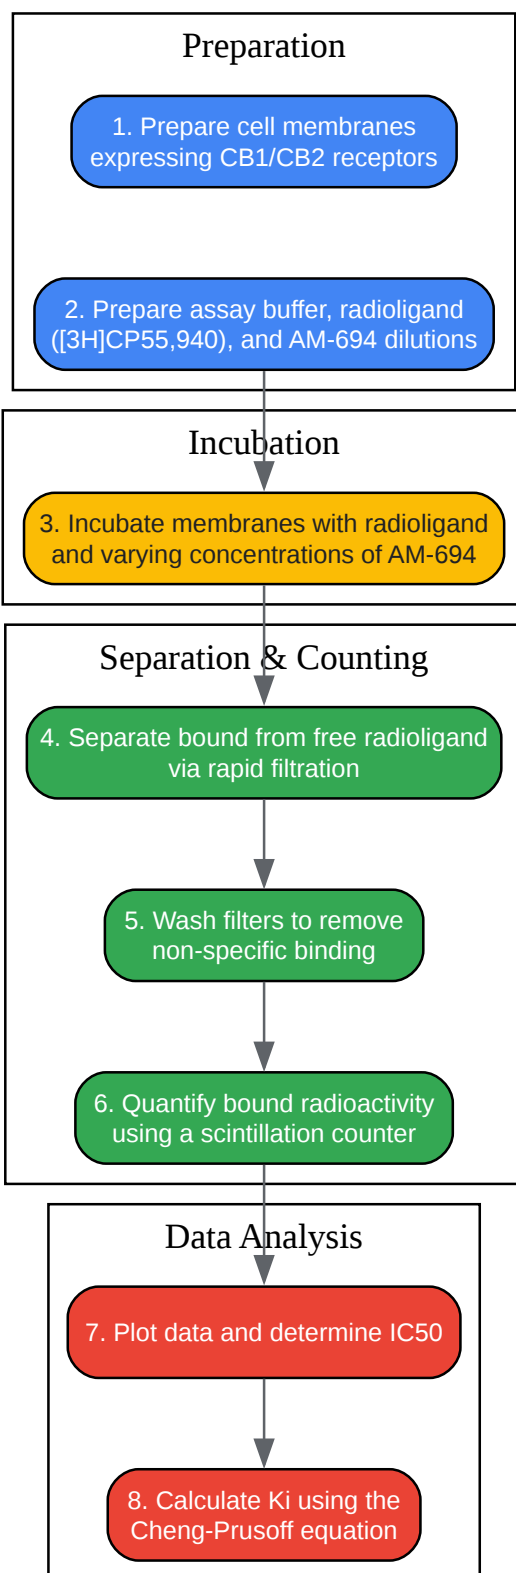 Preparation
1. Prepare cell membranes
expressing CB1/CB2 receptors
2. Prepare assay buffer, radioligand
([3H]CP55,940), and AM-694 dilutions
Incubation
3. Incubate membranes with radioligand
and varying concentrations of AM-694
Separation & Counting
4. Separate bound from free radioligand
via rapid filtration
5. Wash filters to remove
non-specific binding
6. Quantify bound radioactivity
using a scintillation counter
Data Analysis
7. Plot data and determine IC50
8. Calculate Ki using the
Cheng-Prusoff equation